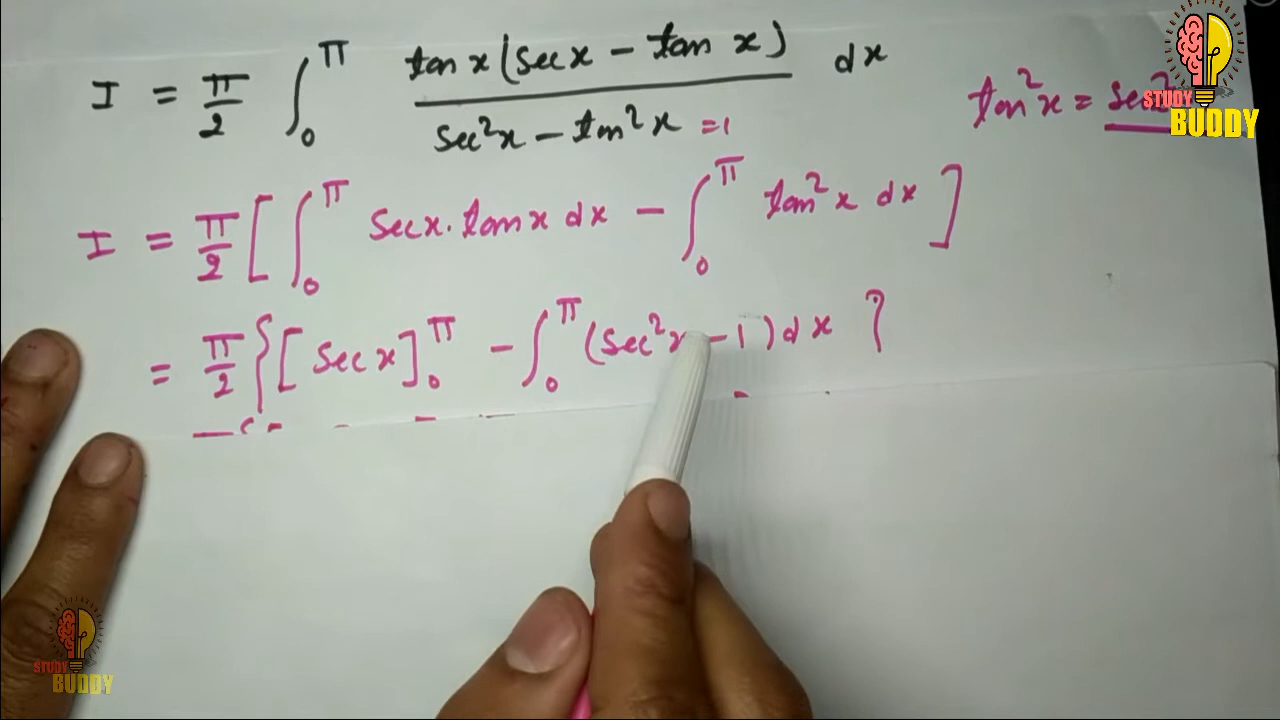 I = π/2 ∫₀^π tan x (sec x − tan x) / sec²x − tan²x = 1 dx
tan²x = sec²
STUDY
BUDDY
I = π/2 [ ∫₀^π sec x. tan x dx − ∫₀^π tan²x dx ]
= π/2 { [ sec x ]₀^π − ∫₀^π (sec²x − 1) dx }
STUDY
BUDDY